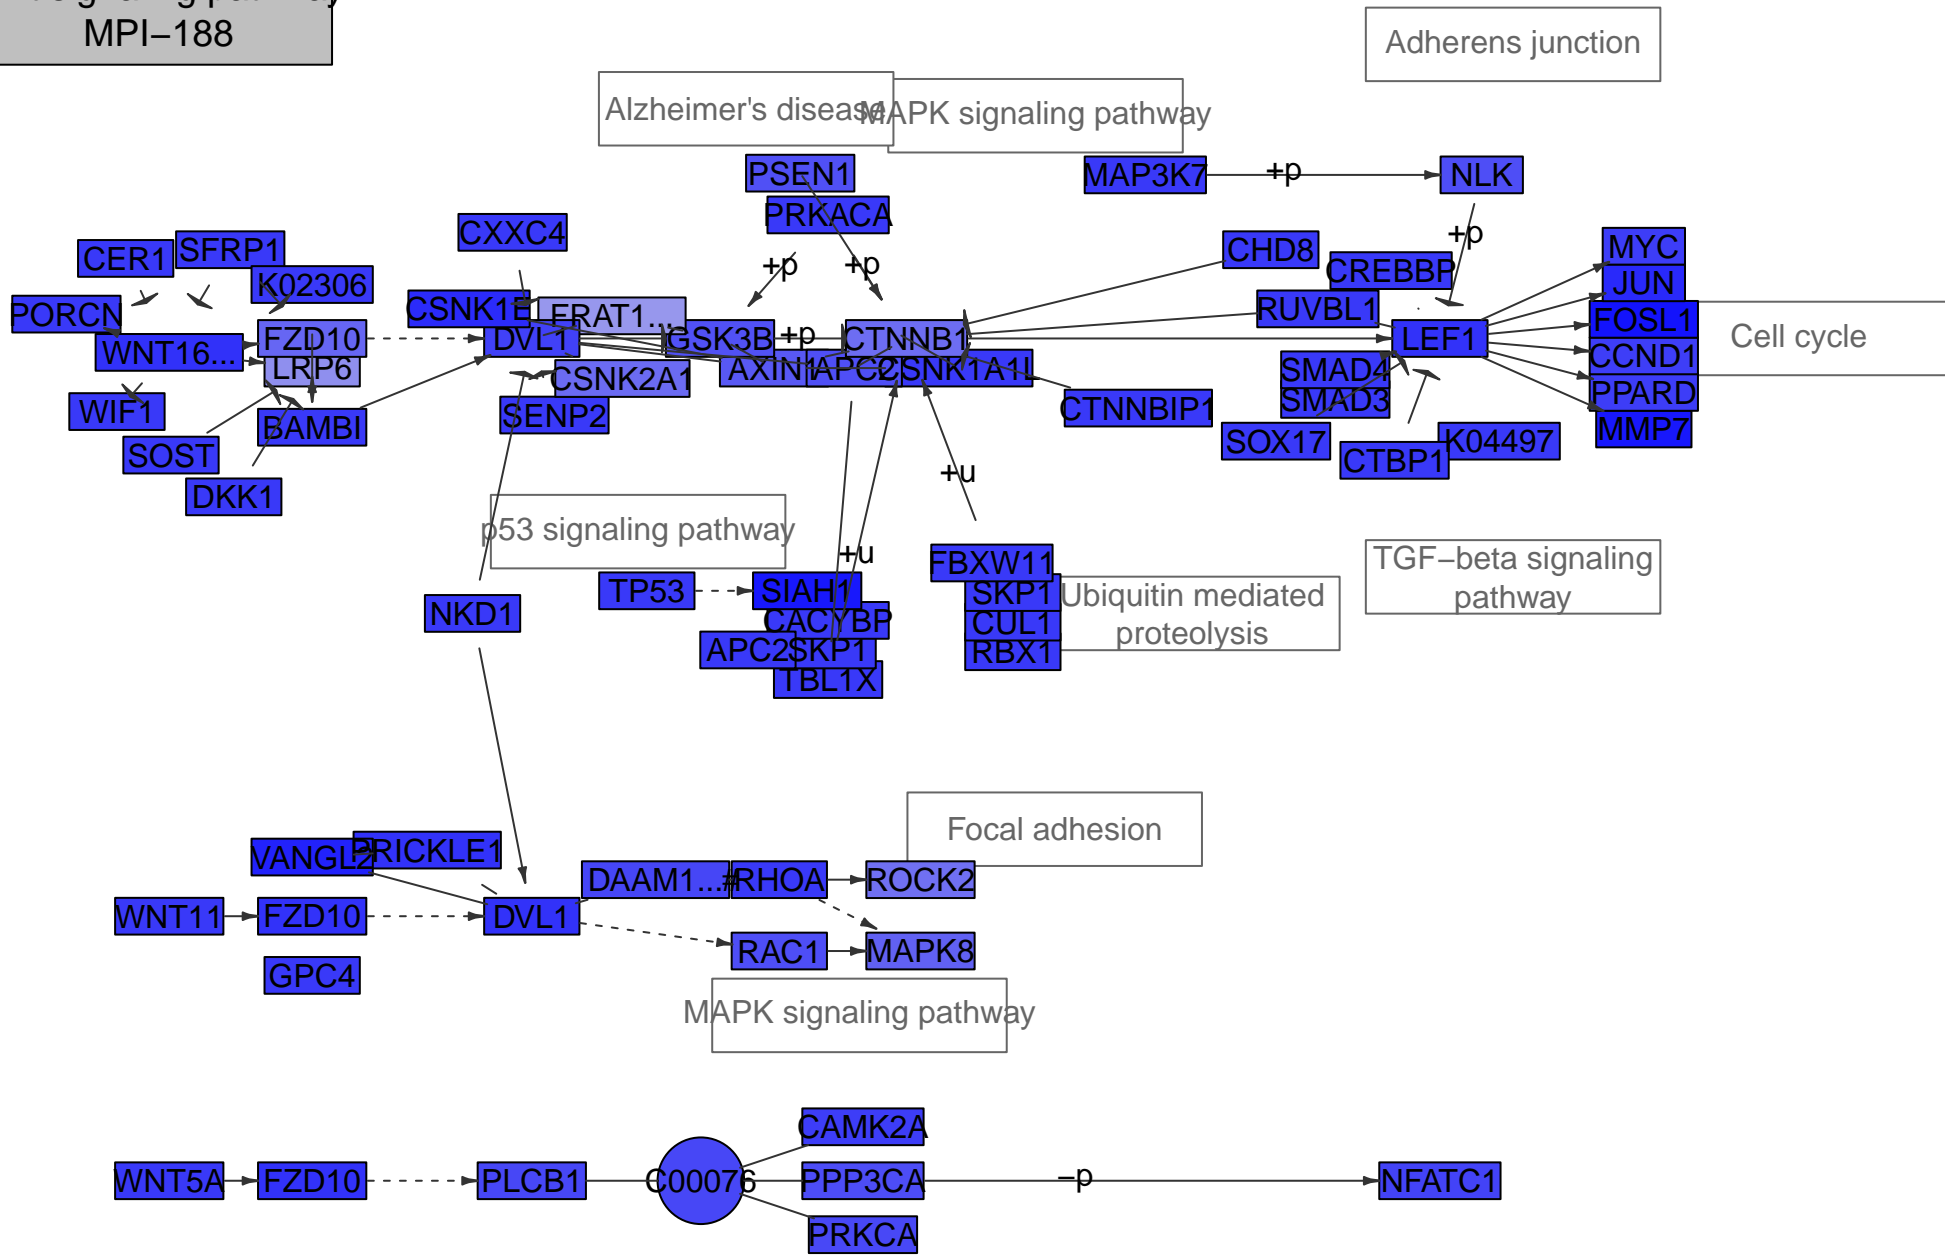 signaling pathway
MPI−188
Adherens junction
Alzheimer's disease
MAPK signaling pathway
PSEN1
PRKACA
MAP3K7
+p
NLK
CXXC4
CER1
SFRP1
K02306
+p
+p
CHD8
CREBBP
+p
MYC
JUN
PORCN
CSNK1E
FRAT1...
RUVBL1
FOSL1
Cell cycle
WNT16...
FZD10
LRP6
DVL1
GSK3B
+p
CTNNB1
LEF1
CCND1
AXIN1
APC2
CSNK1A1L
CSNK2A1
SMAD4
SMAD3
PPARD
MMP7
WIF1
BAMBI
SENP2
CTNNBIP1
SOST
SOX17
CTBP1
K04497
DKK1
+u
p53 signaling pathway
+u
FBXW11
TGF−beta signaling
pathway
TP53
SIAH1
SKP1
Ubiquitin mediated
proteolysis
NKD1
CACYBP
CUL1
APC2
SKP1
RBX1
TBL1X
Focal adhesion
VANGL2
PRICKLE1
DAAM1...
RHOA
ROCK2
WNT11
FZD10
DVL1
RAC1
MAPK8
GPC4
MAPK signaling pathway
CAMK2A
WNT5A
FZD10
PLCB1
C00076
PPP3CA
−p
NFATC1
PRKCA